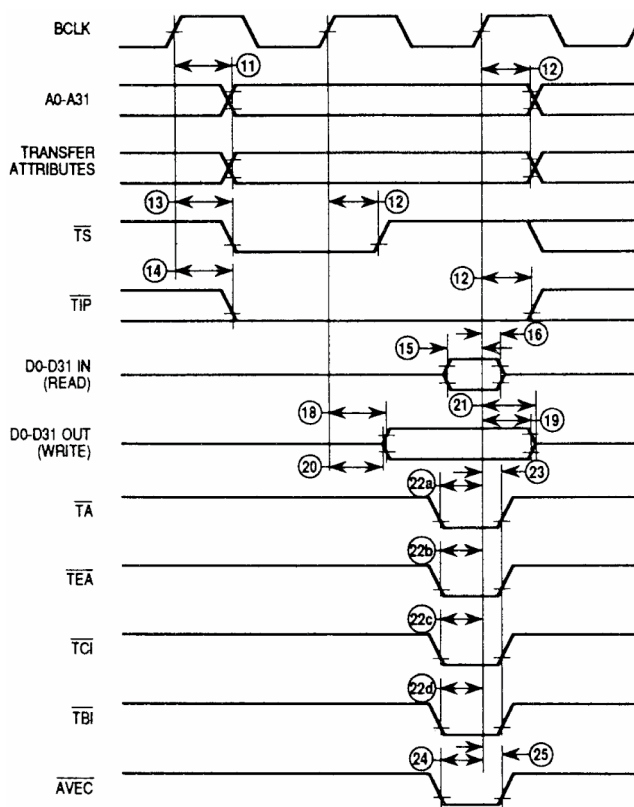 BCLK
11
12
A0-A31
TRANSFER
ATTRIBUTES
13
12
TS
14
12
TIP
16
15
D0-D31 IN
(READ)
21
18
19
D0-D31 OUT
(WRITE)
20
23
22a
TA
22b
TEA
22c
TCI
22d
TBI
24
25
AVEC